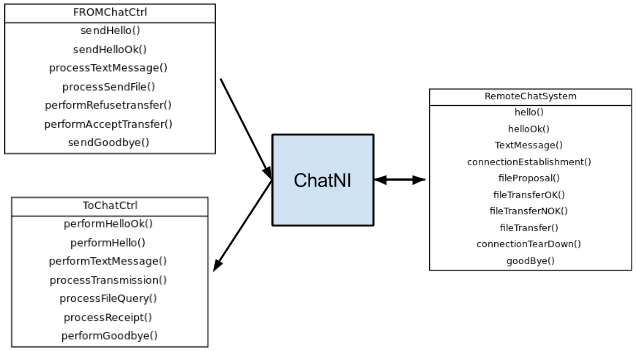 FROMChatCtrl
sendHello()
sendHelloOk()
processTextMessage()
processSendFile()
performRefusetransfer()
performAcceptTransfer()
sendGoodbye()
ToChatCtrl
performHelloOk()
performHello()
performTextMessage()
processTransmission()
processFileQuery()
processReceipt()
performGoodbye()
ChatNI
RemoteChatSystem
hello()
helloOk()
TextMessage()
connectionEstablishment()
fileProposal()
fileTransferOK()
fileTransferNOK()
fileTransfer()
connectionTearDown()
goodBye()